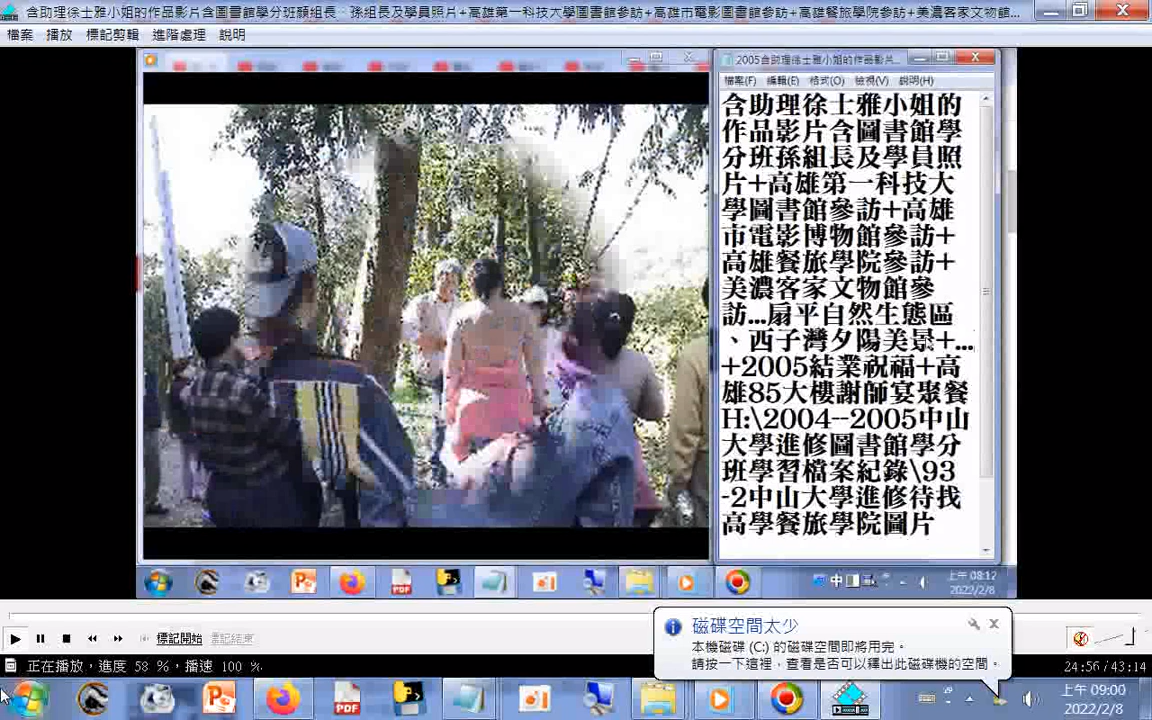 含助理徐士雅小姐的作品影片含圖書館學分班顏組長、孫組長及學員照片+高雄第一科技大學圖書館參訪+高雄市電影圖書館參訪+高雄餐旅學院參訪+美濃客家文物館...
檔案 播放 標記剪輯 進階處理 說明
2005含助理徐士雅小姐的作品影片...
檔案(F) 編輯(E) 格式(O) 檢視(V) 說明(H)
含助理徐士雅小姐的
作品影片含圖書館學
分班孫組長及學員照
片+高雄第一科技大
學圖書館參訪+高雄
市電影博物館參訪+
高雄餐旅學院參訪+
美濃客家文物館參
訪...扇平自然生態區
、西子灣夕陽美景+...
+2005結業祝福+高
雄85大樓謝師宴聚餐
H:\2004--2005中山
大學進修圖書館學分
班學習檔案紀錄\93
-2中山大學進修待找
高學餐旅學院圖片
中
上午 08:12
2022/2/8
標記開始 標記結束
磁碟空間太少
本機磁碟 (C:) 的磁碟空間即將用完。
請按一下這裡，查看是否可以釋出此磁碟機的空間。
正在播放，進度 58 %，播速 100 %.
24:56 / 43:14
上午 09:00
2022/2/8